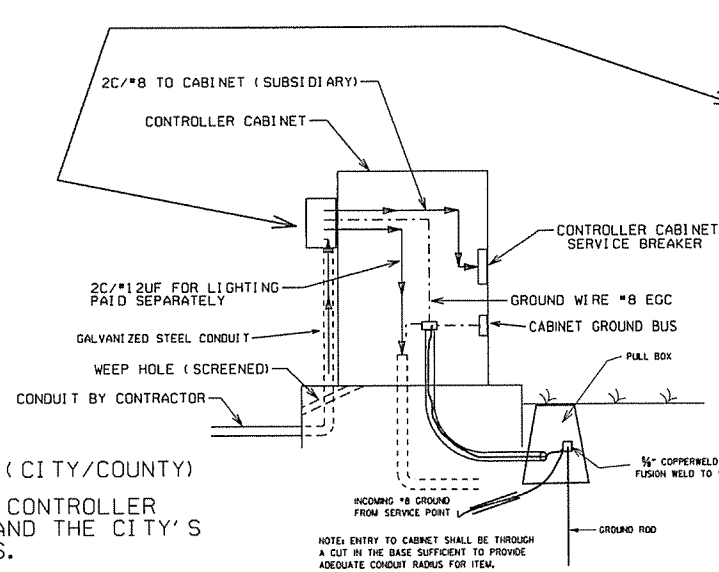 2C/#8 TO CABINET (SUBSIDIARY)
CONTROLLER CABINET
CONTROLLER CABINET
SERVICE BREAKER
2C/#12UF FOR LIGHTING
PAID SEPARATELY
GROUND WIRE #8 EGC
GALVANIZED STEEL CONDUIT
CABINET GROUND BUS
WEEP HOLE (SCREENED)
PULL BOX
CONDUIT BY CONTRACTOR
(CITY/COUNTY)
CONTROLLER
AND THE CITY'S
S.
⅝" COPPERWELD
FUSION WELD TO
INCOMING #8 GROUND
FROM SERVICE POINT
GROUND ROD
NOTE: ENTRY TO CABINET SHALL BE THROUGH
A CUT IN THE BASE SUFFICIENT TO PROVIDE
ADEQUATE CONDUIT RADIUS FOR ITEM.